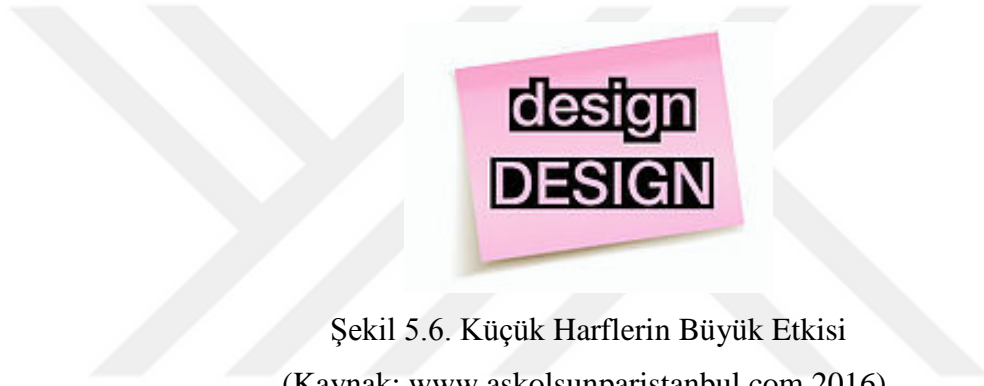 design
DESIGN
Şekil 5.6. Küçük Harflerin Büyük Etkisi
(Kaynak: www.askolsunparistanbul.com 2016)